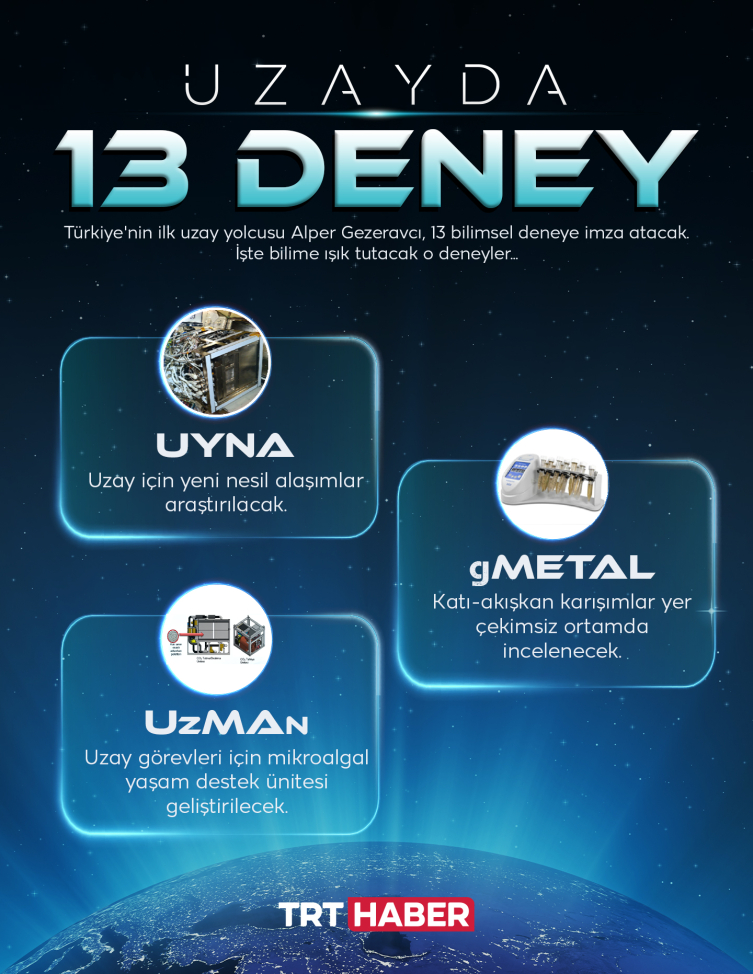 UZAYDA
13 DENEY
Türkiye'nin ilk uzay yolcusu Alper Gezeravcı, 13 bilimsel deneye imza atacak.
İşte bilime ışık tutacak o deneyler...
UYNA
Uzay için yeni nesil alaşımlar
araştırılacak.
gMETAL
Katı-akışkan karışımlar yer
çekimsiz ortamda
incelenecek.
UzMAn
Uzay görevleri için mikroalgal
yaşam destek ünitesi
geliştirilecek.
TRT HABER